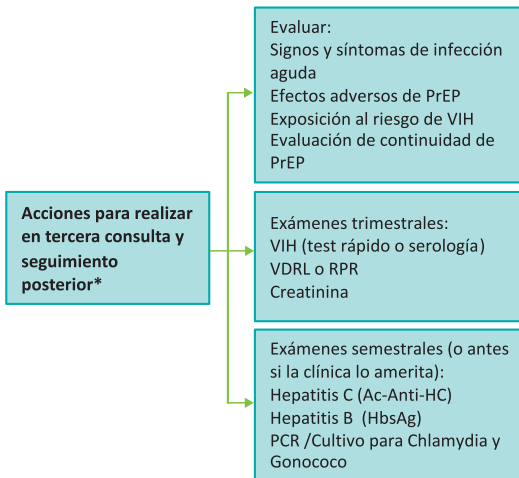 Evaluar:
Signos y síntomas de infección
aguda
Efectos adversos de PrEP
Exposición al riesgo de VIH
Evaluación de continuidad de
PrEP
Acciones para realizar
en tercera consulta y
seguimiento
posterior*
Exámenes trimestrales:
VIH (test rápido o serología)
VDRL o RPR
Creatinina
Exámenes semestrales (o antes
si la clínica lo amerita):
Hepatitis C (Ac-Anti-HC)
Hepatitis B (HbsAg)
PCR /Cultivo para Chlamydia y
Gonococo